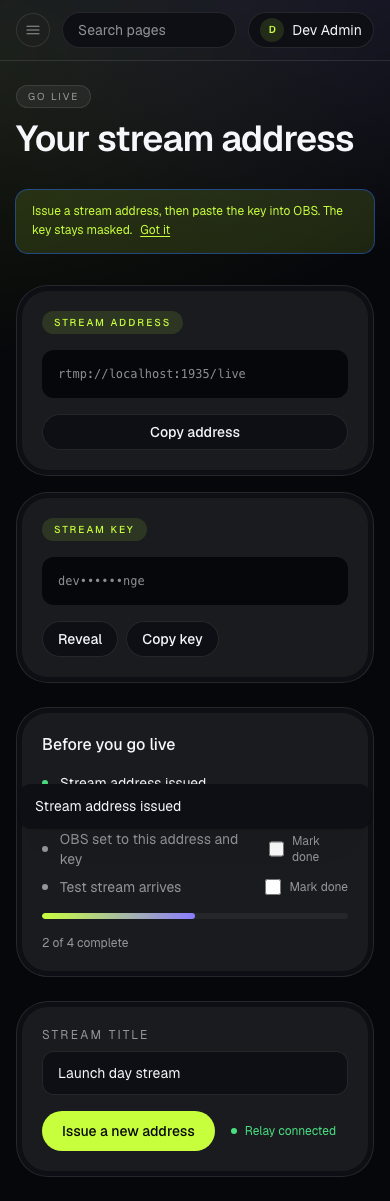 Search pages
D
Dev Admin
GO LIVE
Your stream address
Issue a stream address, then paste the key into OBS. The
key stays masked. Got it
STREAM ADDRESS
rtmp://localhost:1935/live
Copy address
STREAM KEY
dev••••••nge
Reveal
Copy key
Before you go live
Stream address issued
Stream address issued
OBS set to this address and
key
Mark
done
Test stream arrives
Mark done
2 of 4 complete
STREAM TITLE
Launch day stream
Issue a new address
Relay connected